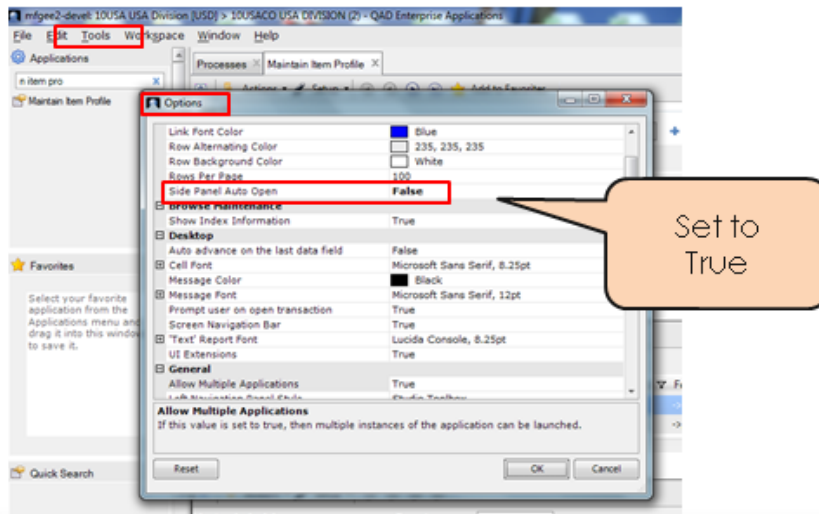 mfgee2-devel: 10USA USA Division [USD] > 10USACO USA DIVISION (2) - QAD Enterprise Applications
File Edit Tools Workspace Window Help
Applications
Processes Maintain Item Profile
n item pro
Actions Setup Add to Favorites
Maintain Item Profile
Options
Link Font Color Blue
Row Alternating Color 235, 235, 235
Row Background Color White
Rows Per Page 100
Side Panel Auto Open False
Browse Maintenance
Show Index Information True
Desktop
Auto advance on the last data field False
Cell Font Microsoft Sans Serif, 8.25pt
Message Color Black
Message Font Microsoft Sans Serif, 12pt
Prompt user on open transaction True
Screen Navigation Bar True
'Text' Report Font Lucida Console, 8.25pt
UI Extensions True
General
Allow Multiple Applications True
Left Navigation Panel Style Studio Toolbox
Allow Multiple Applications
If this value is set to true, then multiple instances of the application can be launched.
Reset OK Cancel
Set to
True
Favorites
Select your favorite
application from the
Applications menu and
drag it into this window
to save it.
Quick Search